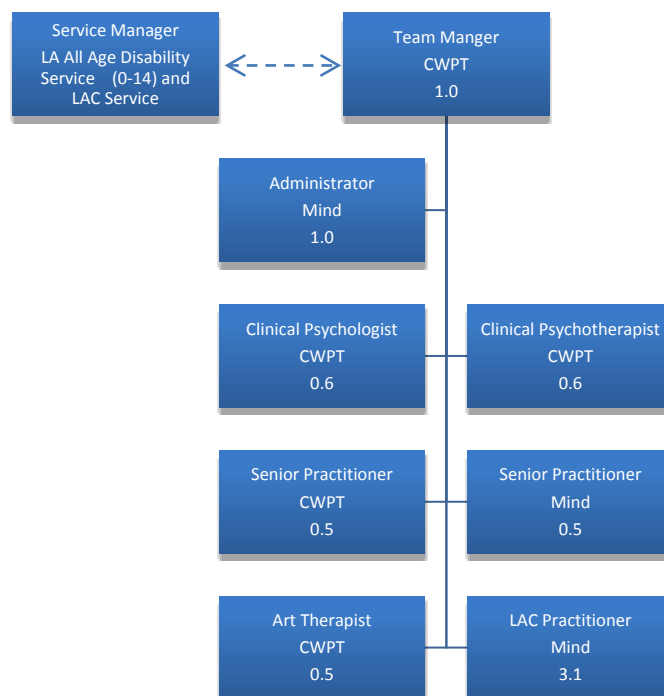 Service Manager
LA All Age Disability
Service (0-14) and
LAC Service
Team Manger
CWPT
1.0
Administrator
Mind
1.0
Clinical Psychologist
CWPT
0.6
Clinical Psychotherapist
CWPT
0.6
Senior Practitioner
CWPT
0.5
Senior Practitioner
Mind
0.5
Art Therapist
CWPT
0.5
LAC Practitioner
Mind
3.1